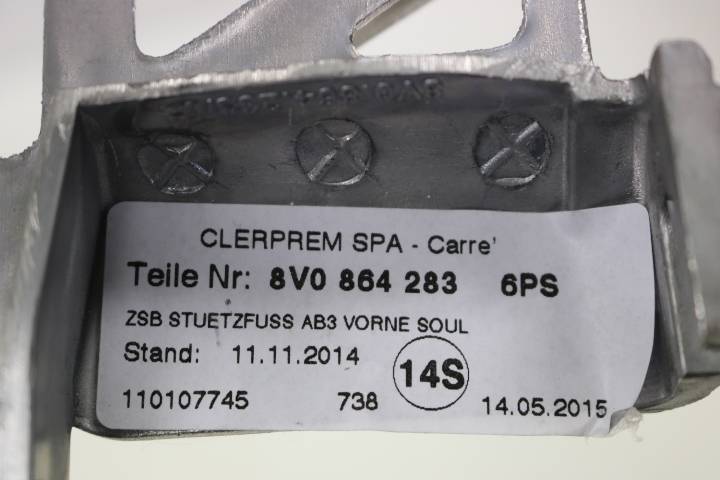 CLERPREM SPA - Carre'
Teile Nr: 8V0 864 283 6PS
ZSB STUETZFUSS AB3 VORNE SOUL
Stand: 11.11.2014 14S
110107745 738 14.05.2015